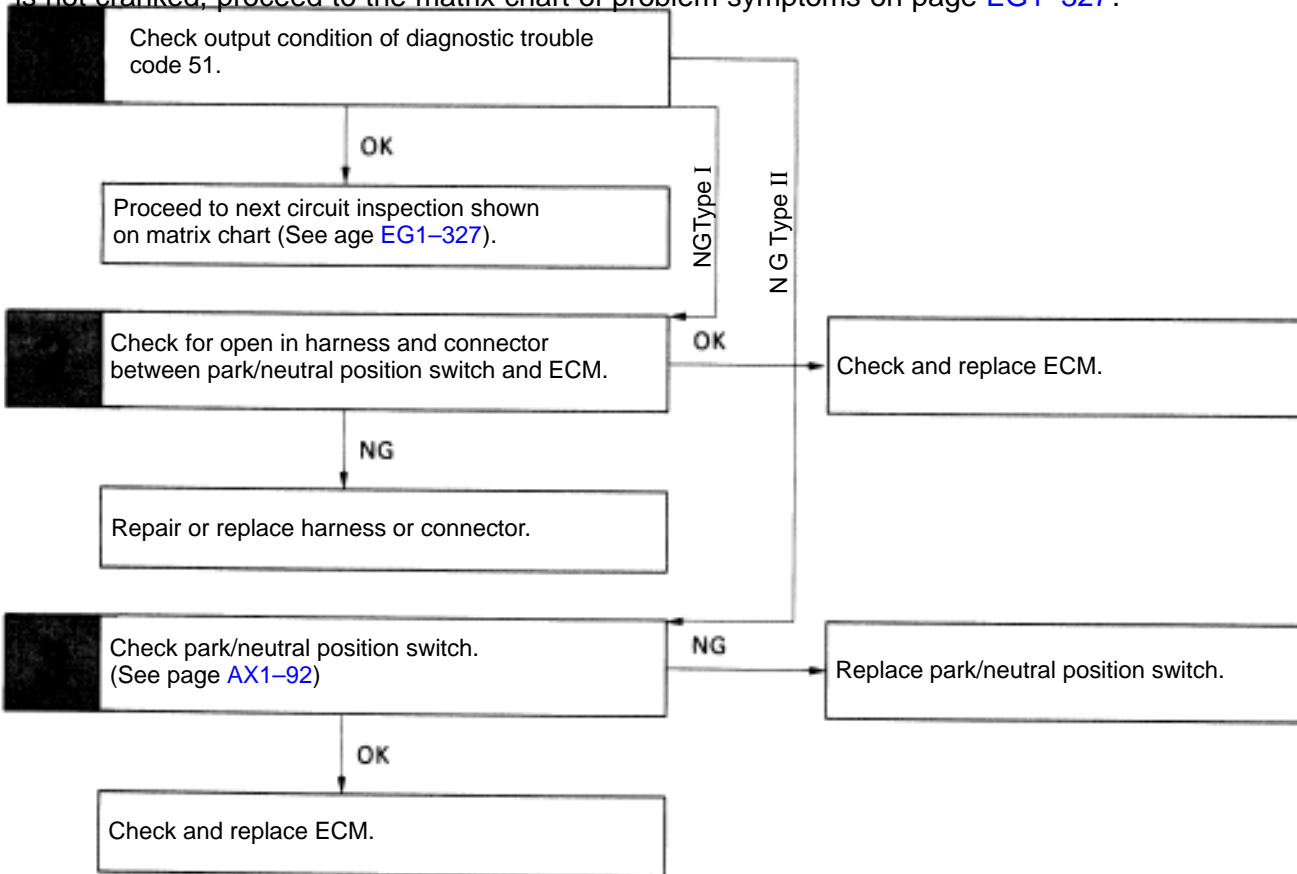 is not cranked, proceed to the matrix chart of problem symptoms on page EG1–327.
Check output condition of diagnostic trouble
code 51.
OK
Proceed to next circuit inspection shown
on matrix chart (See age EG1–327).
NGType I
N G Type II
Check for open in harness and connector
between park/neutral position switch and ECM.
OK
Check and replace ECM.
NG
Repair or replace harness or connector.
Check park/neutral position switch.
(See page AX1–92)
NG
Replace park/neutral position switch.
OK
Check and replace ECM.